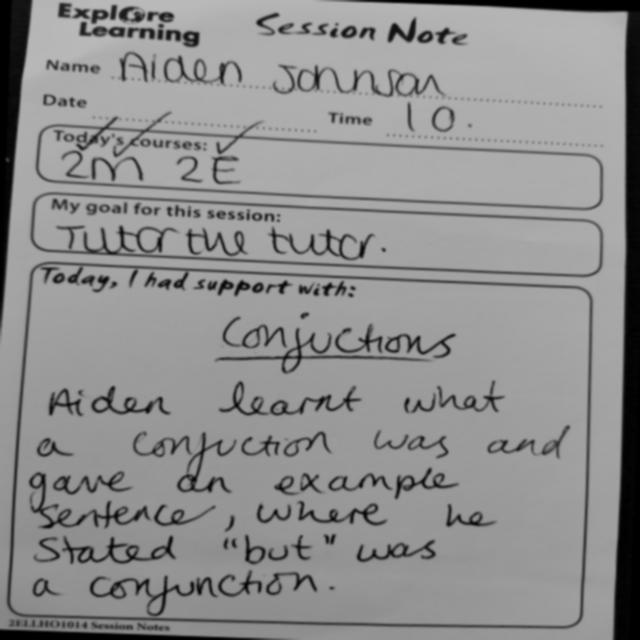 Explore Learning
Session Note
Name Aiden Johnson
Date Time 10.
Today's courses:
2M 2E
My goal for this session:
Tutor the tutor.
Today, I had support with:
Conjuctions
Aiden learnt what
a conjuction was and
gave an example
sentence, where he
stated "but" was
a conjunction.
2ELLHO1014 Session Notes